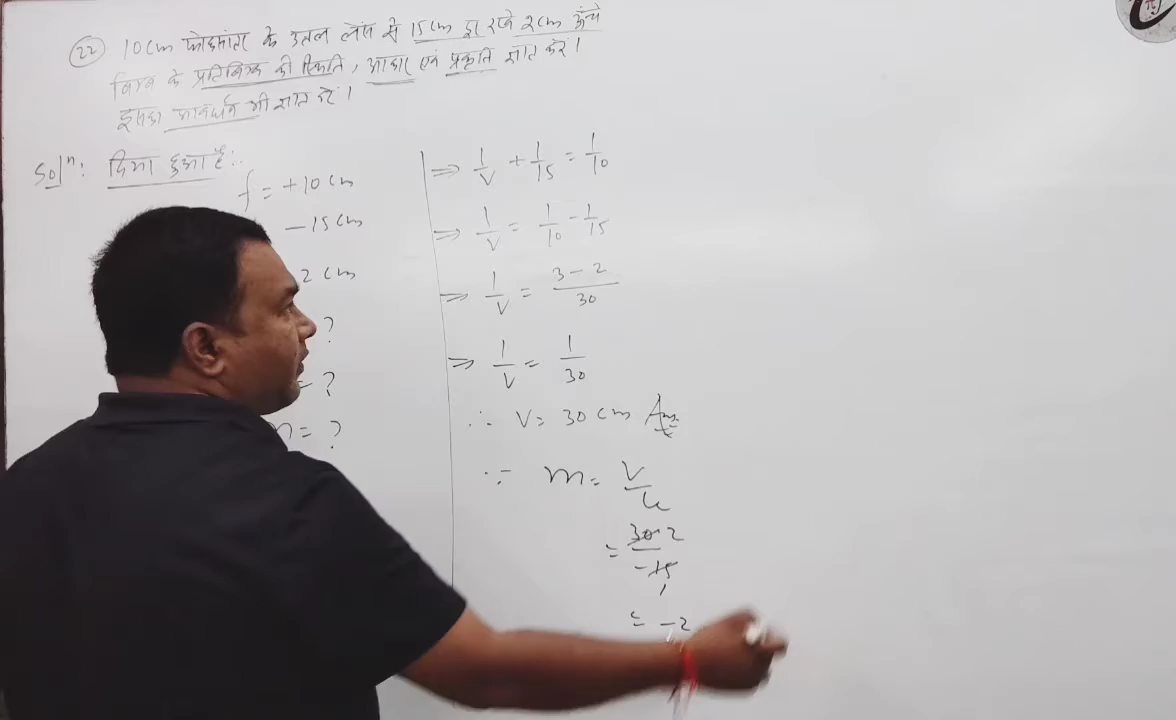 (22) 10cm फोकसांतर के उतल लेंस से 15cm दूर रखे 2cm ऊँचे
बिम्ब के प्रतिबिम्ब की स्थिति, आकार एवं प्रकृति ज्ञात करें।
इसका आवर्धन भी ज्ञात करें।
Solⁿ: दिया हुआ है:
f = +10 cm
-15 cm
2 cm
?
= ?
m = ?
⇒ 1/v + 1/15 = 1/10
⇒ 1/v = 1/10 - 1/15
⇒ 1/v = 3-2/30
⇒ 1/v = 1/30
∴ v = 30 cm Ans.
∵ m = v/u
= 30 2/-15 1
= -2